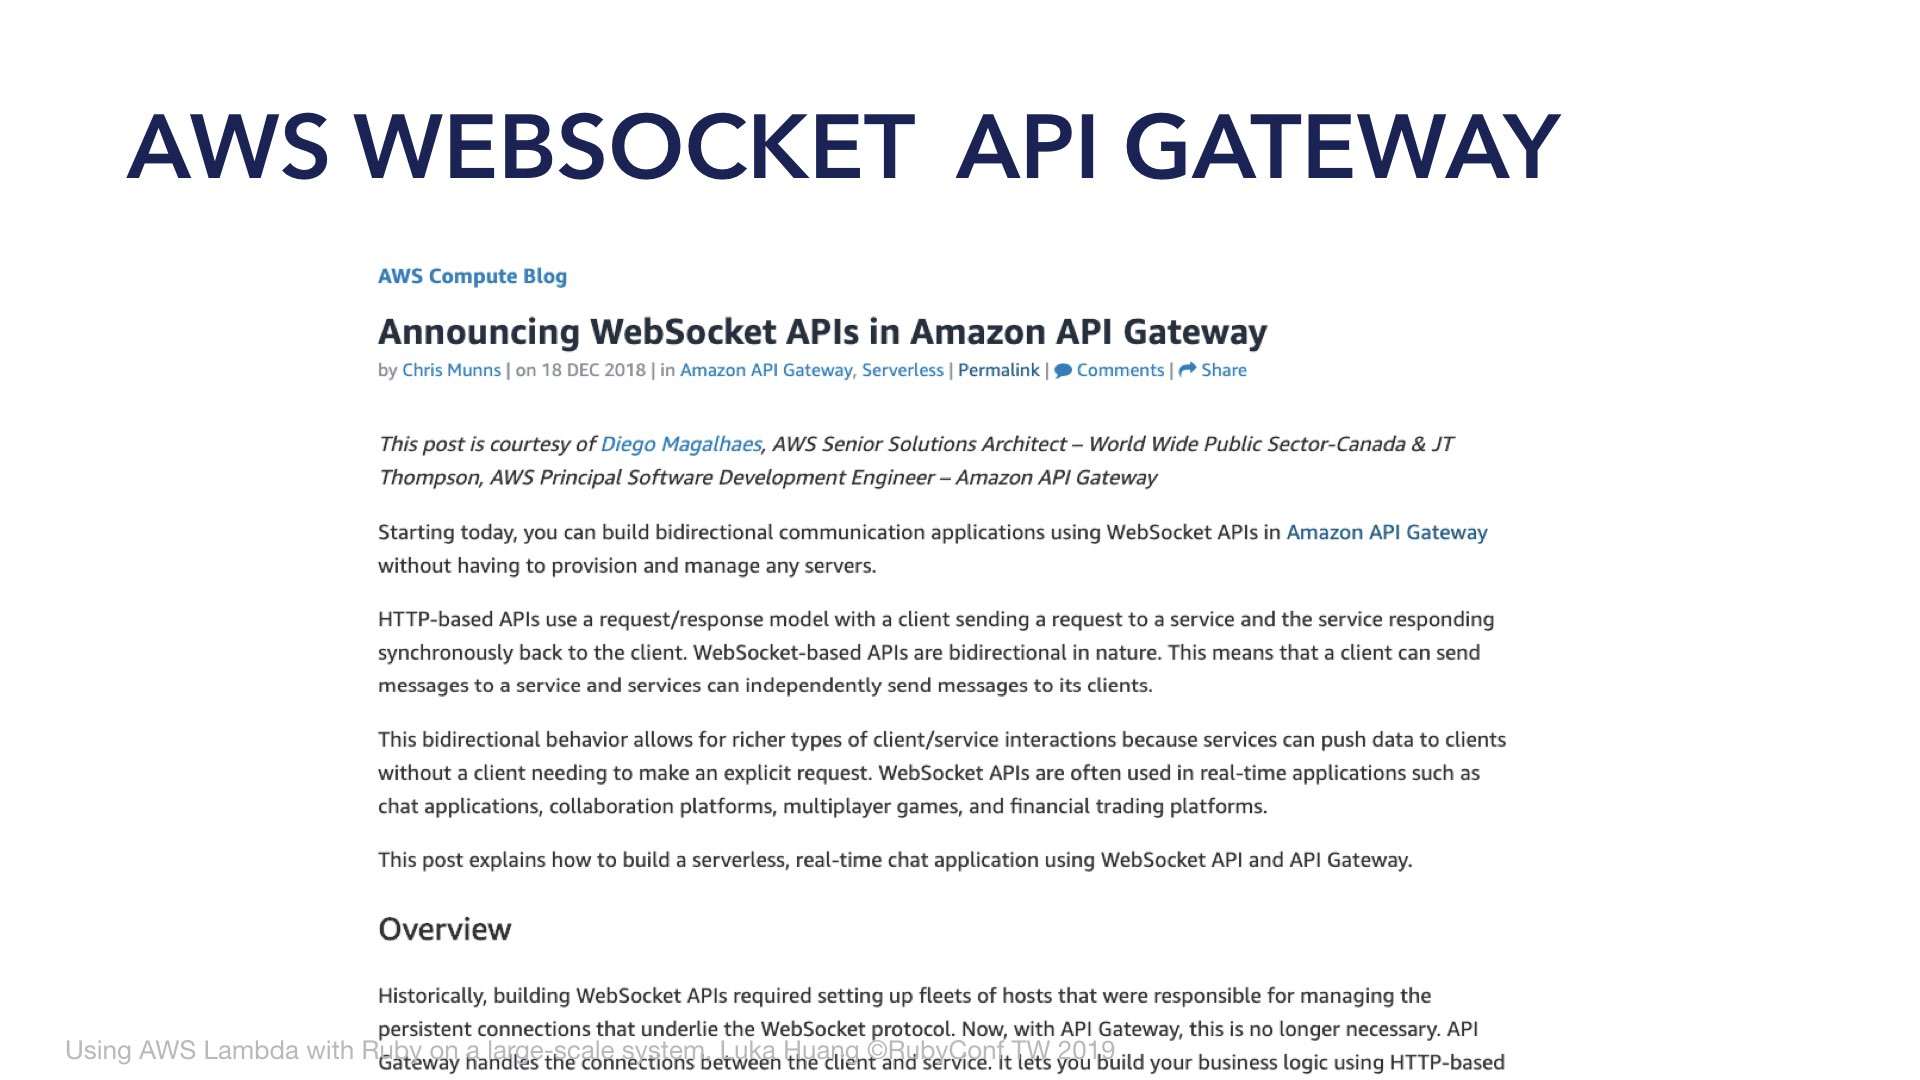 AWS WEBSOCKET  API GATEWAY
AWS Compute Blog
Announcing WebSocket APIs in Amazon API Gateway
by Chris Munns | on 18 DEC 2018 | in Amazon API Gateway, Serverless | Permalink | Comments | Share
This post is courtesy of Diego Magalhaes, AWS Senior Solutions Architect – World Wide Public Sector-Canada & JT
Thompson, AWS Principal Software Development Engineer – Amazon API Gateway
Starting today, you can build bidirectional communication applications using WebSocket APIs in Amazon API Gateway
without having to provision and manage any servers.
HTTP-based APIs use a request/response model with a client sending a request to a service and the service responding
synchronously back to the client. WebSocket-based APIs are bidirectional in nature. This means that a client can send
messages to a service and services can independently send messages to its clients.
This bidirectional behavior allows for richer types of client/service interactions because services can push data to clients
without a client needing to make an explicit request. WebSocket APIs are often used in real-time applications such as
chat applications, collaboration platforms, multiplayer games, and financial trading platforms.
This post explains how to build a serverless, real-time chat application using WebSocket API and API Gateway.
Overview
Historically, building WebSocket APIs required setting up fleets of hosts that were responsible for managing the
persistent connections that underlie the WebSocket protocol. Now, with API Gateway, this is no longer necessary. API
Gateway handles the connections between the client and service. It lets you build your business logic using HTTP-based
Using AWS Lambda with Ruby on a large-scale system, Luka Huang ©RubyConf TW 2019